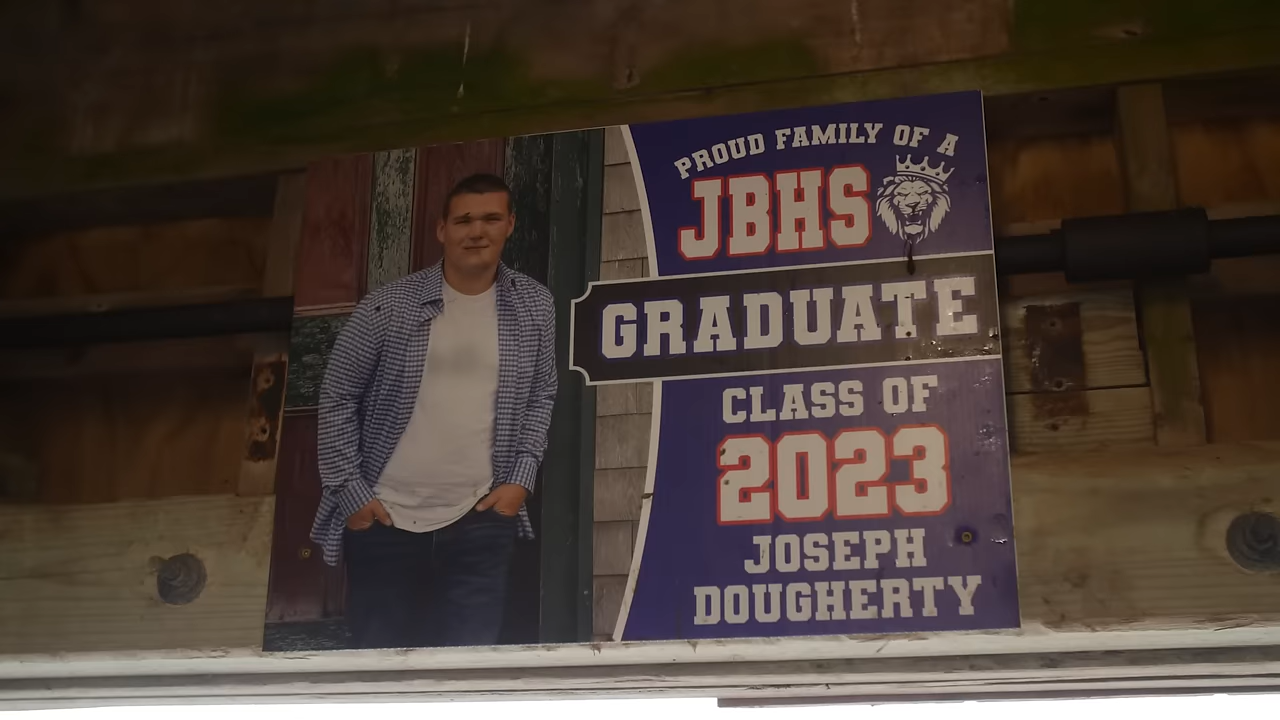 PROUD FAMILY OF A
JBHS
GRADUATE
CLASS OF
2023
JOSEPH
DOUGHERTY